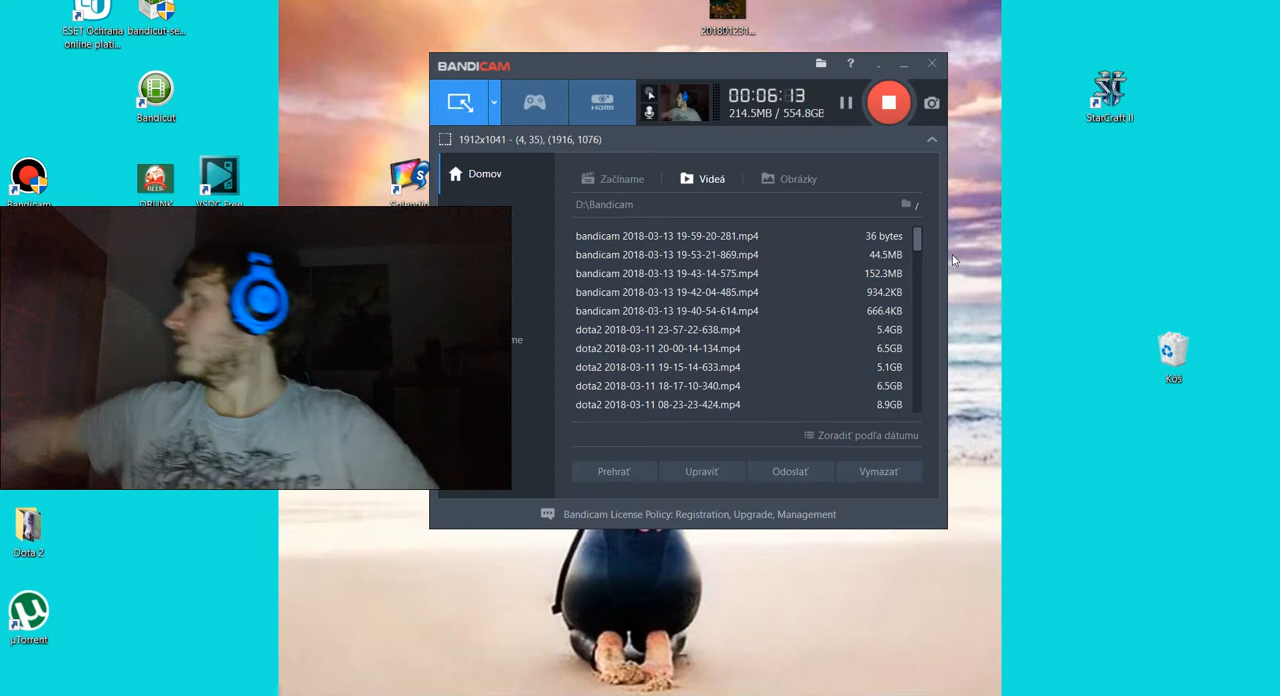 ESET Ochrana
online plati...
bandicut-se...
201801231...
Bandicut
StarCraft II
BANDICAM
?
HDMI
00:06:13
214.5MB / 554.8GB
1912x1041 - (4, 35), (1916, 1076)
Domov
Začíname
Videá
Obrázky
D:\Bandicam
/
bandicam 2018-03-13 19-59-20-281.mp4 36 bytes
bandicam 2018-03-13 19-53-21-869.mp4 44.5MB
bandicam 2018-03-13 19-43-14-575.mp4 152.3MB
bandicam 2018-03-13 19-42-04-485.mp4 934.2KB
bandicam 2018-03-13 19-40-54-614.mp4 666.4KB
dota2 2018-03-11 23-57-22-638.mp4 5.4GB
dota2 2018-03-11 20-00-14-134.mp4 6.5GB
dota2 2018-03-11 19-15-14-633.mp4 5.1GB
dota2 2018-03-11 18-17-10-340.mp4 6.5GB
dota2 2018-03-11 08-23-23-424.mp4 8.9GB
Zoradiť podľa dátumu
Prehrať
Upraviť
Odoslať
Vymazať
Bandicam License Policy: Registration, Upgrade, Management
Bandicam
BEER
DRUNK
VSDC Free
Splendid
me
Kôš
Dota 2
µTorrent